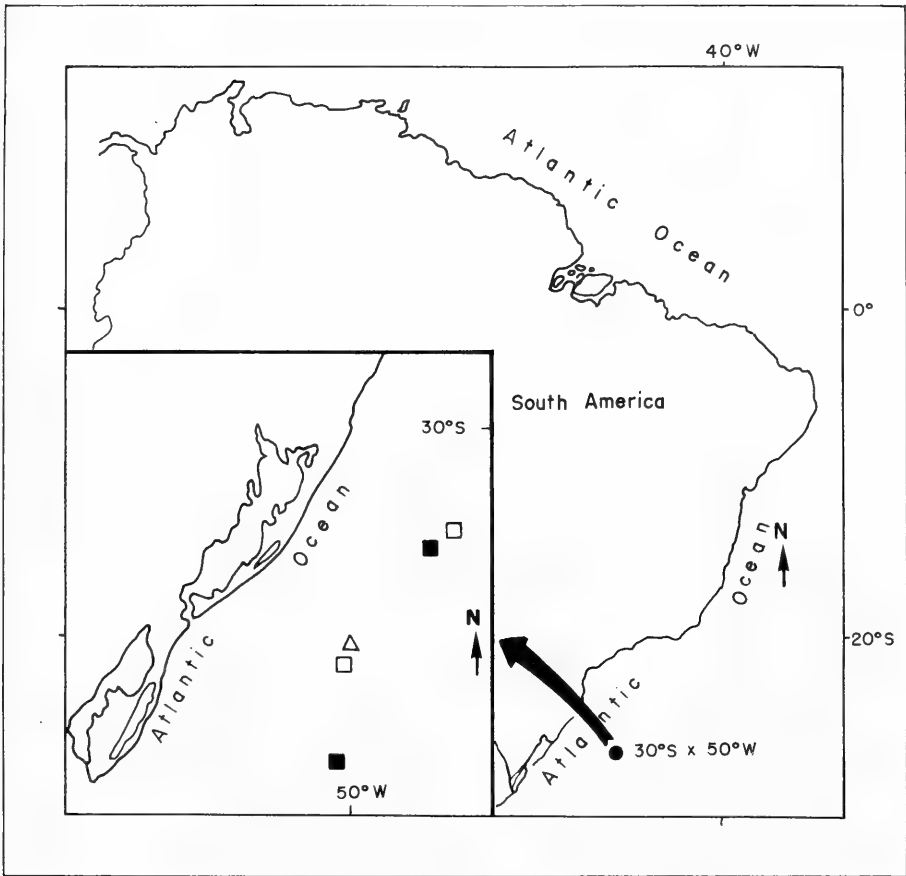 40°W
Atlantic Ocean
0°
South America
30°S
Ocean
N
Ocean
N
20°S
Atlantic
Atlantic
30°S x 50°W
50°W